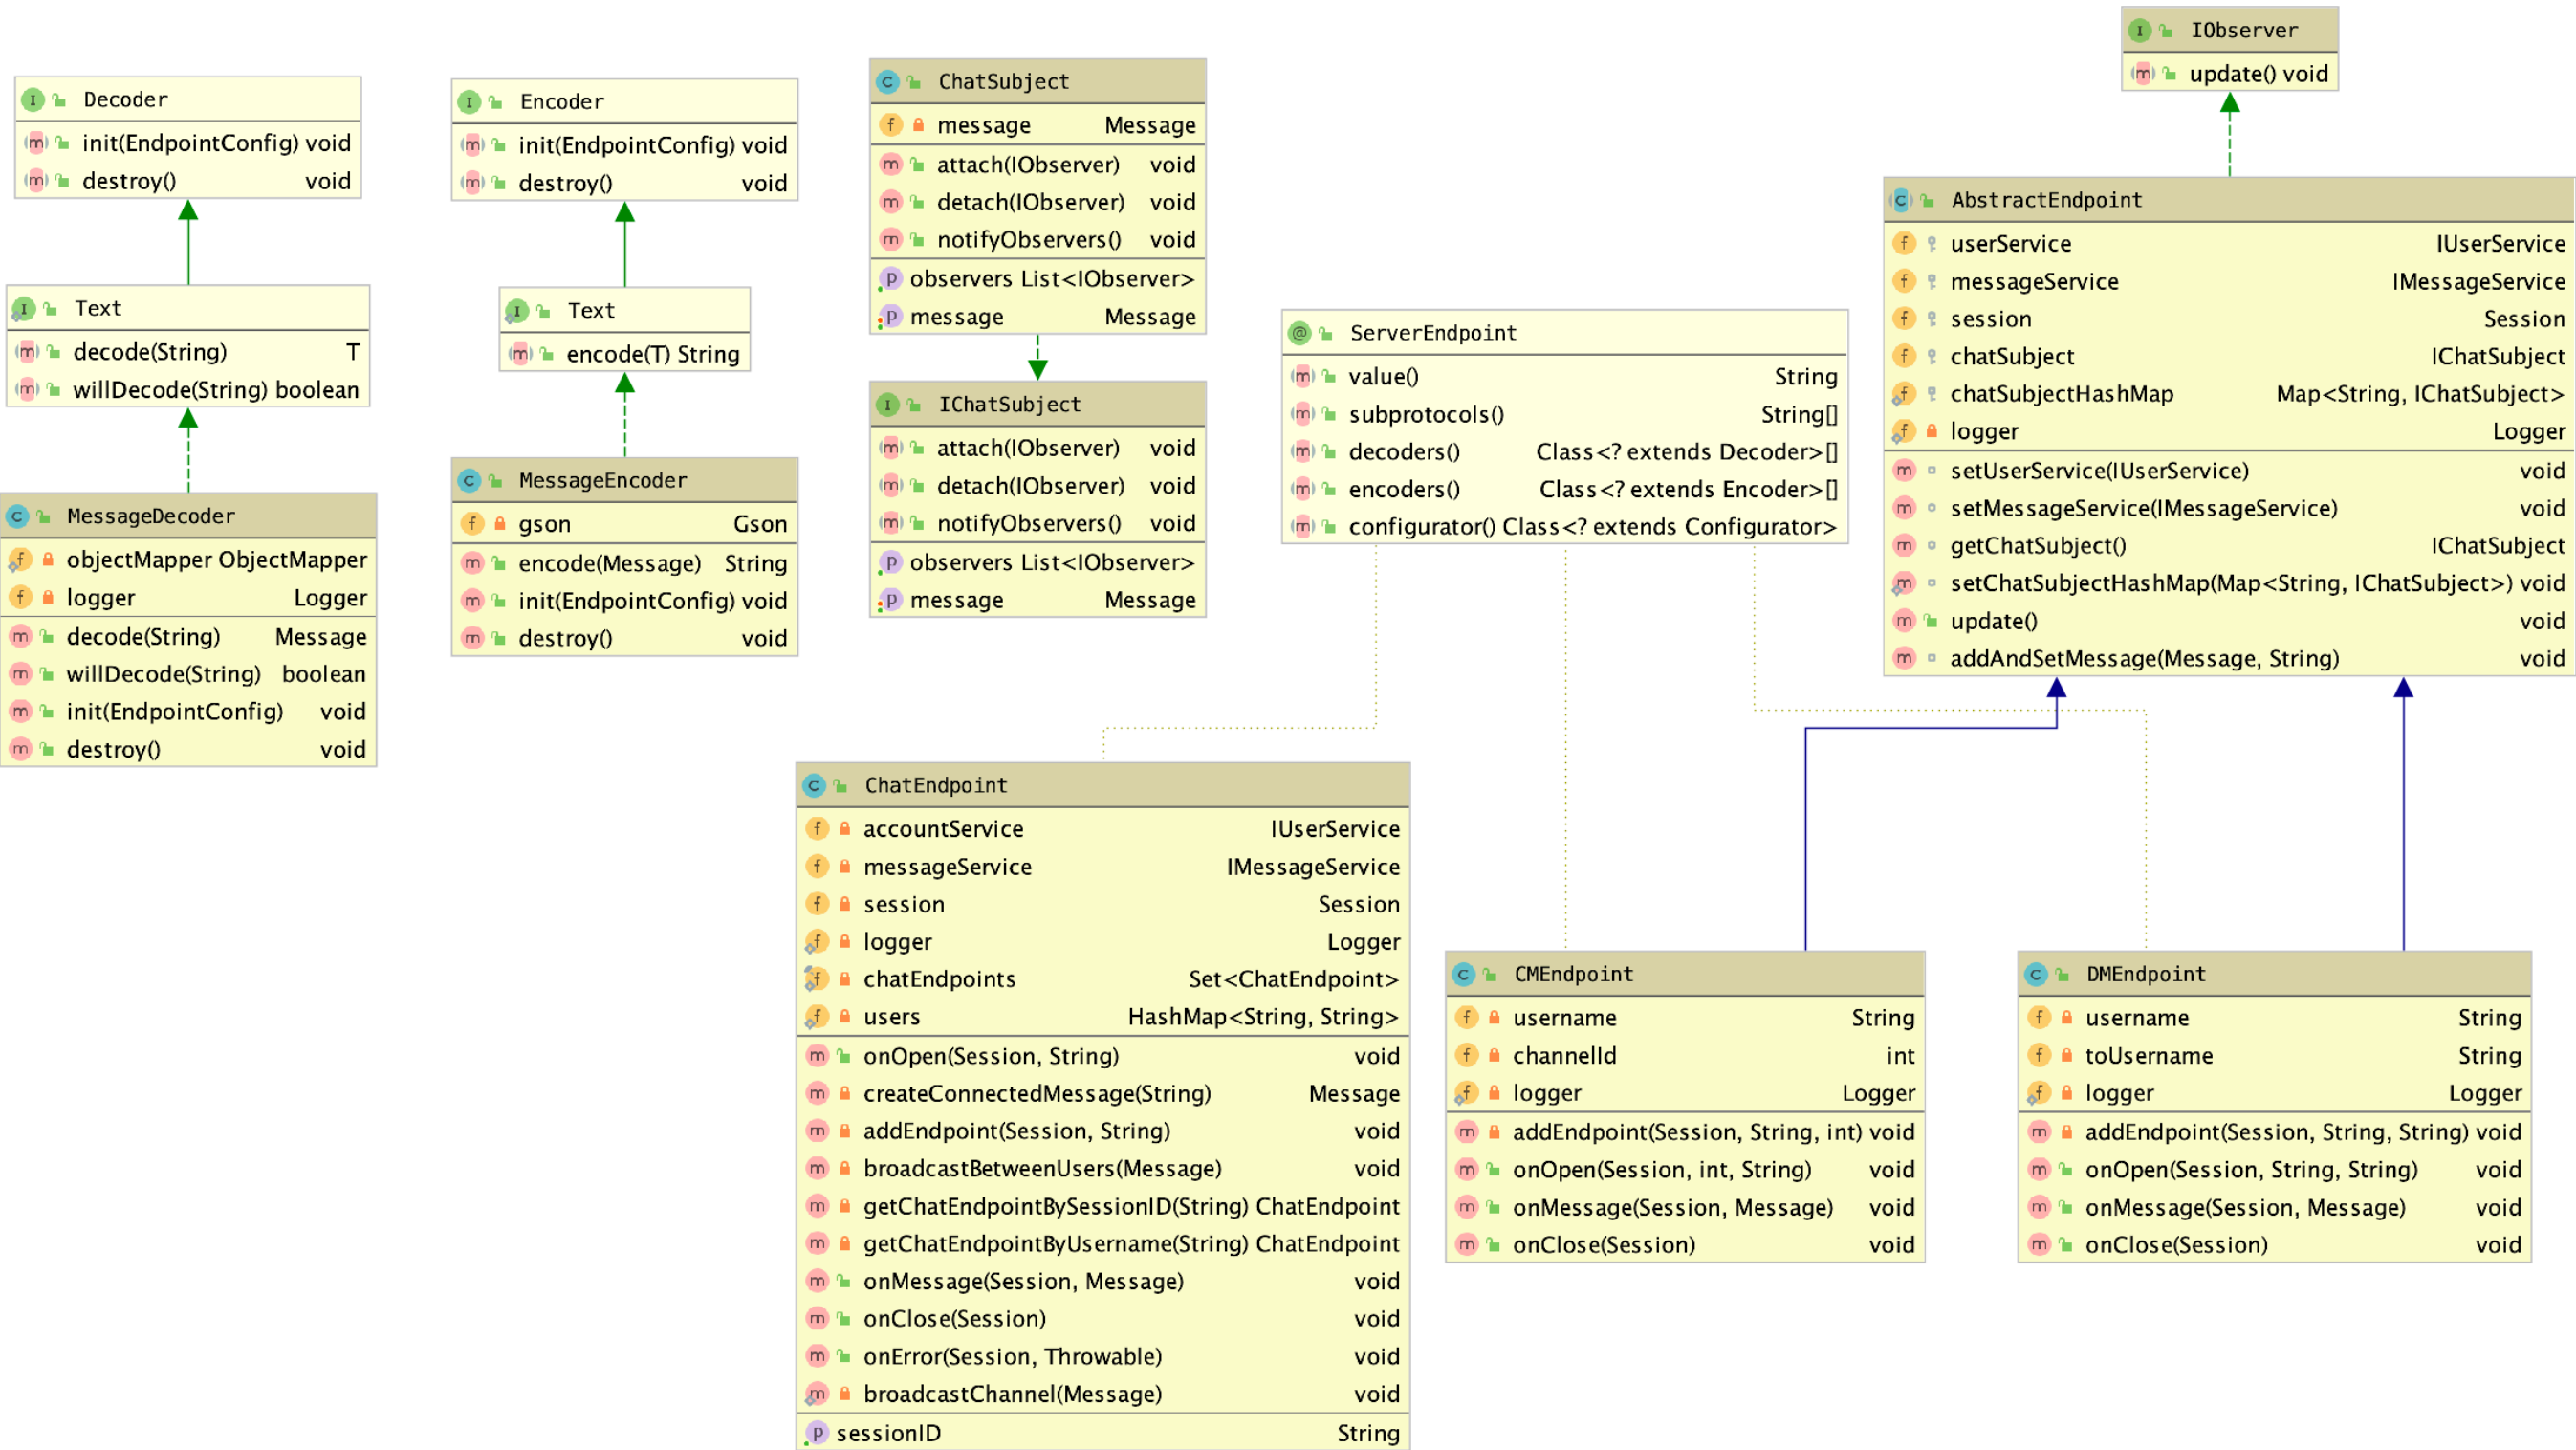 Decoder
init(EndpointConfig) void
destroy() void
Text
decode(String) T
willDecode(String) boolean
MessageDecoder
objectMapper ObjectMapper
logger Logger
decode(String) Message
willDecode(String) boolean
init(EndpointConfig) void
destroy() void
Encoder
init(EndpointConfig) void
destroy() void
Text
encode(T) String
MessageEncoder
gson Gson
encode(Message) String
init(EndpointConfig) void
destroy() void
ChatSubject
message Message
attach(IObserver) void
detach(IObserver) void
notifyObservers() void
observers List<IObserver>
message Message
IChatSubject
attach(IObserver) void
detach(IObserver) void
notifyObservers() void
observers List<IObserver>
message Message
ServerEndpoint
value() String
subprotocols() String[]
decoders() Class<? extends Decoder>[]
encoders() Class<? extends Encoder>[]
configurator() Class<? extends Configurator>
IObserver
update() void
AbstractEndpoint
userService IUserService
messageService IMessageService
session Session
chatSubject IChatSubject
chatSubjectHashMap Map<String, IChatSubject>
logger Logger
setUserService(IUserService) void
setMessageService(IMessageService) void
getChatSubject() IChatSubject
setChatSubjectHashMap(Map<String, IChatSubject>) void
update() void
addAndSetMessage(Message, String) void
ChatEndpoint
accountService IUserService
messageService IMessageService
session Session
logger Logger
chatEndpoints Set<ChatEndpoint>
users HashMap<String, String>
onOpen(Session, String) void
createConnectedMessage(String) Message
addEndpoint(Session, String) void
broadcastBetweenUsers(Message) void
getChatEndpointBySessionID(String) ChatEndpoint
getChatEndpointByUsername(String) ChatEndpoint
onMessage(Session, Message) void
onClose(Session) void
onError(Session, Throwable) void
broadcastChannel(Message) void
sessionID String
CMEndpoint
username String
channelId int
logger Logger
addEndpoint(Session, String, int) void
onOpen(Session, int, String) void
onMessage(Session, Message) void
onClose(Session) void
DMEndpoint
username String
toUsername String
logger Logger
addEndpoint(Session, String, String) void
onOpen(Session, String, String) void
onMessage(Session, Message) void
onClose(Session) void